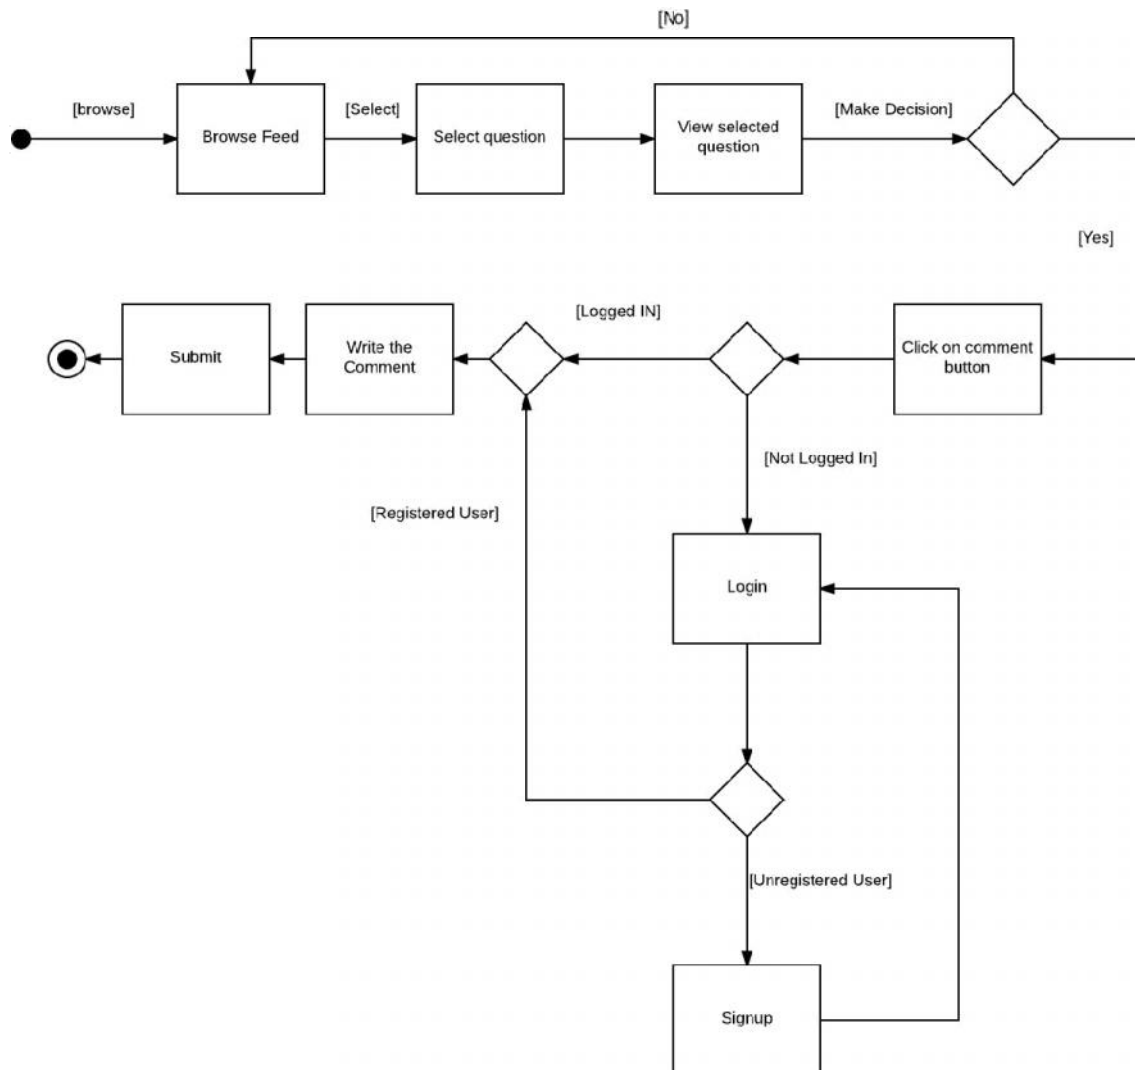 [No]
[browse]
[Select]
[Make Decision]
Browse Feed
Select question
View selected
question
[Yes]
[Logged IN]
Submit
Write the
Comment
Click on comment
button
[Not Logged In]
[Registered User]
Login
[Unregistered User]
Signup